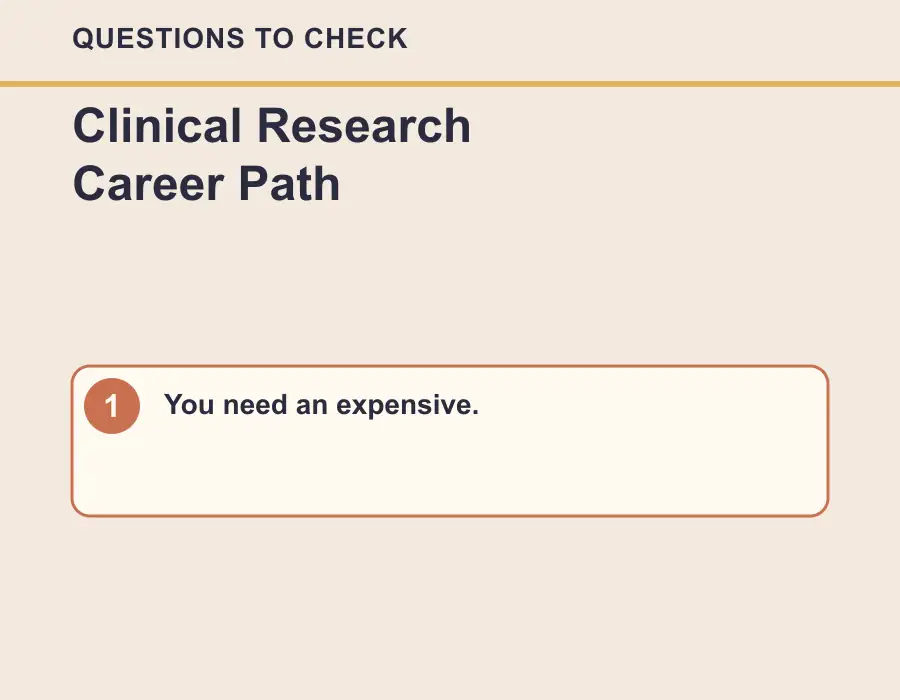 QUESTIONS TO CHECK
Clinical Research
Career Path
1
You need an expensive.